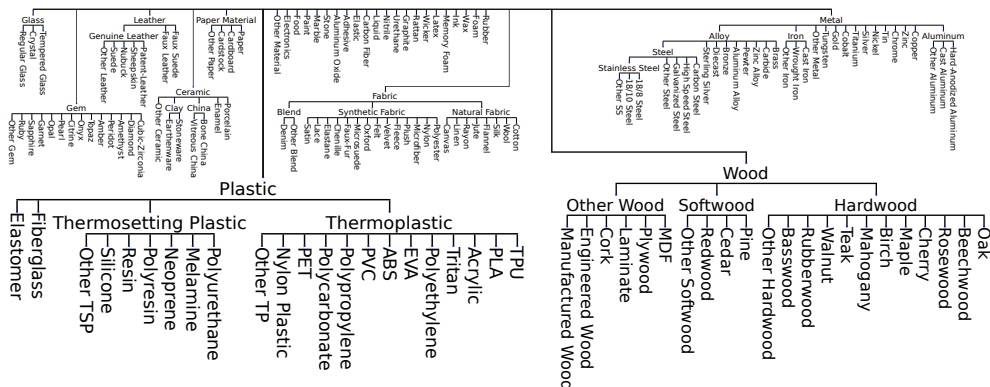 Glass
Regular Glass
Crystal
Tempered Glass
Leather
Genuine Leather
Other Leather
Suede
Nubuck
Sheepskin
Patent-Leather
Faux Leather
Faux Suede
Paper Material
Other Paper
Cardstock
Cardboard
Paper
Ceramic
Other Ceramic
Clay
Earthenware
Stoneware
China
Vitreous China
Bone China
Enamel
Porcelain
Gem
Other Gem
Ruby
Sapphire
Garnet
Opal
Pearl
Citrine
Onyx
Topaz
Amber
Peridot
Amethyst
Diamond
Cubic-Zirconia
Other Material
Electronics
Food
Paint
Marble
Stone
Aluminum Oxide
Adhesive
Elastic
Carbon Fiber
Liquid
Nitrile
Urethane
Graphite
Rattan
Wicker
Latex
Memory Foam
Ink
Wax
Foam
Rubber
Fabric
Blend
Denim
Other Blend
Synthetic Fabric
Satin
Lace
Elastane
Chenille
Faux-Fur
Microsuede
Oxford
Felt
Velvet
Fleece
Plush
Microfiber
Nylon
Polyester
Natural Fabric
Canvas
Linen
Rayon
Jute
Flannel
Silk
Wool
Cotton
Metal
Alloy
Steel
Stainless Steel
Other SS
18/10 Steel
18/8 Steel
Other Steel
Galvanized Steel
High Speed Steel
Carbon Steel
Sterling Silver
Diecast
Bronze
Aluminum Alloy
Pewter
Zinc Alloy
Carbide
Brass
Iron
Other Iron
Wrought Iron
Cast Iron
Other Metal
Tungsten
Gold
Cobalt
Titanium
Silver
Nickel
Tin
Chrome
Zinc
Copper
Aluminum
Other Aluminum
Cast Aluminum
Hard-Anodized Aluminum
Plastic
Elastomer
Fiberglass
Thermosetting Plastic
Other TSP
Silicone
Resin
Polyresin
Neoprene
Melamine
Polyurethane
Thermoplastic
Other TP
Nylon Plastic
PET
Polycarbonate
Polypropylene
PVC
ABS
EVA
Polyethylene
Tritan
Acrylic
PLA
TPU
Wood
Other Wood
Manufactured Wood
Engineered Wood
Cork
Laminate
Plywood
MDF
Softwood
Other Softwood
Redwood
Cedar
Pine
Hardwood
Other Hardwood
Basswood
Rubberwood
Walnut
Teak
Mahogany
Birch
Maple
Cherry
Rosewood
Beechwood
Oak